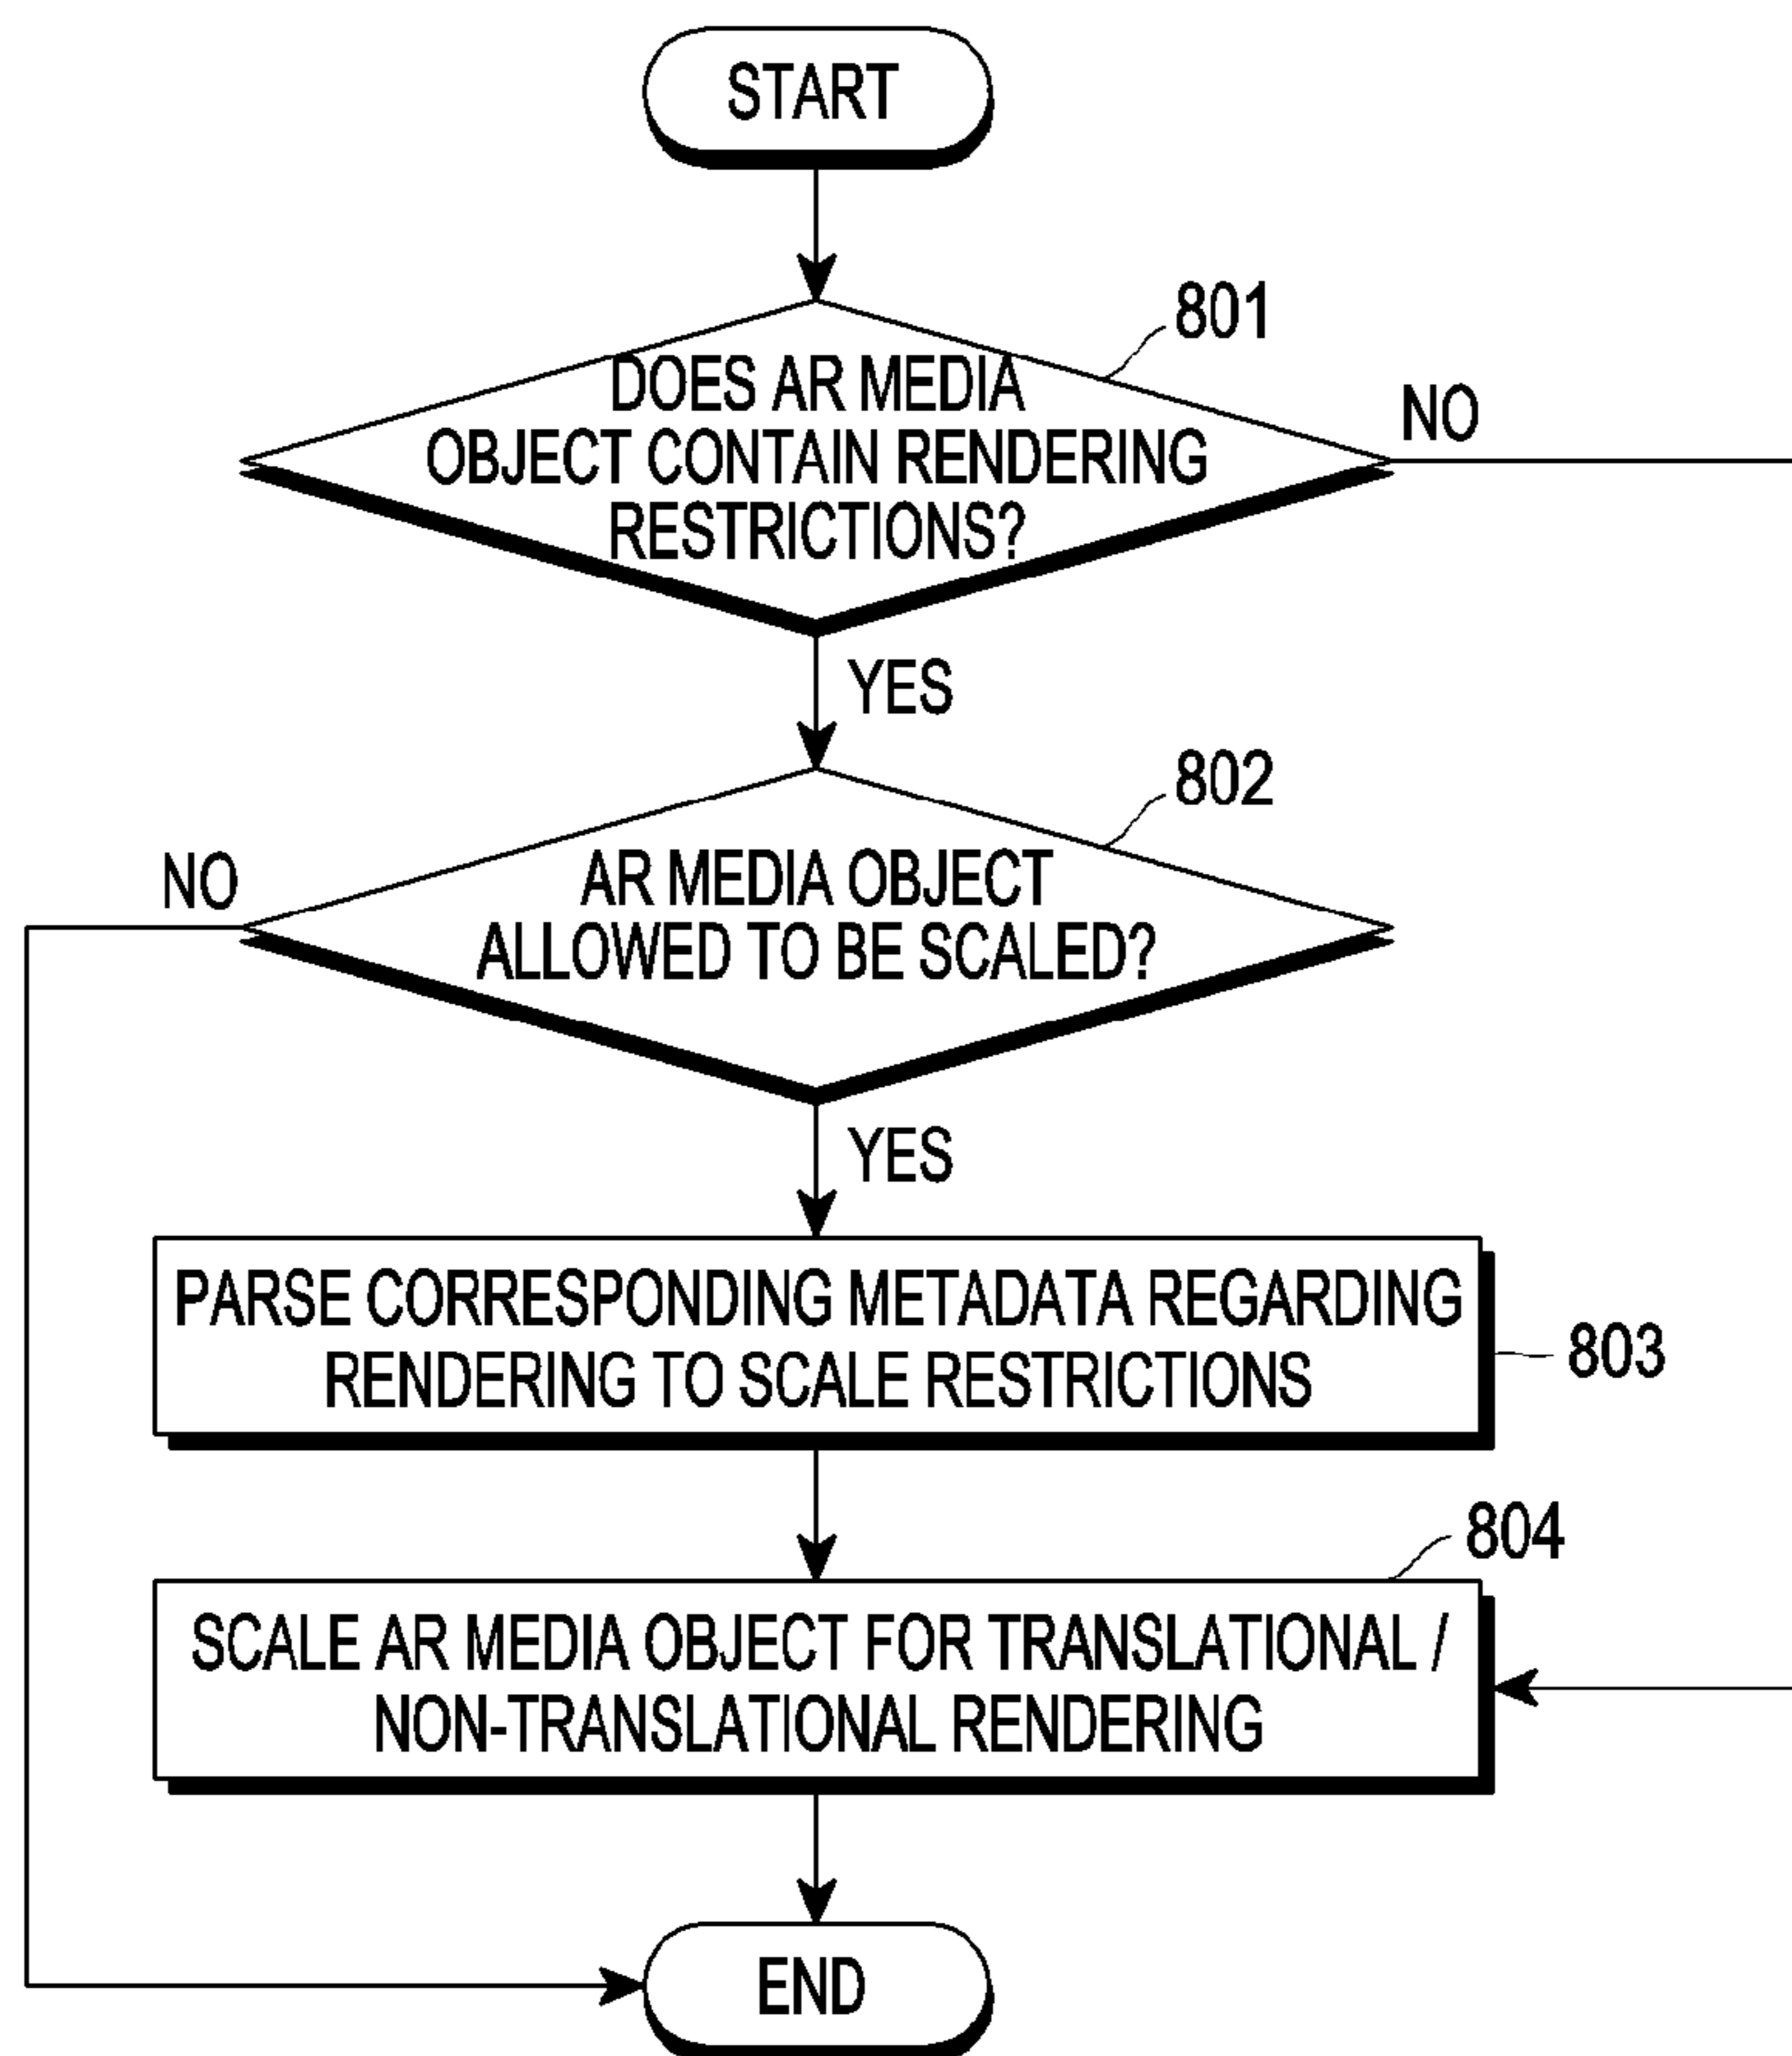 START
801
DOES AR MEDIA
OBJECT CONTAIN RENDERING
RESTRICTIONS?
NO
YES
802
NO
AR MEDIA OBJECT
ALLOWED TO BE SCALED?
YES
PARSE CORRESPONDING METADATA REGARDING
RENDERING TO SCALE RESTRICTIONS
803
804
SCALE AR MEDIA OBJECT FOR TRANSLATIONAL /
NON-TRANSLATIONAL RENDERING
END